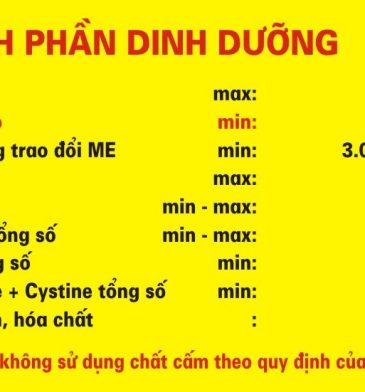 PHẦN DINH DƯỠNG
max:
min:
trao đổi ME min: 3.0
max:
min - max:
tổng số min - max:
số min:
+ Cystine tổng số min:
hóa chất :
không sử dụng chất cấm theo quy định của